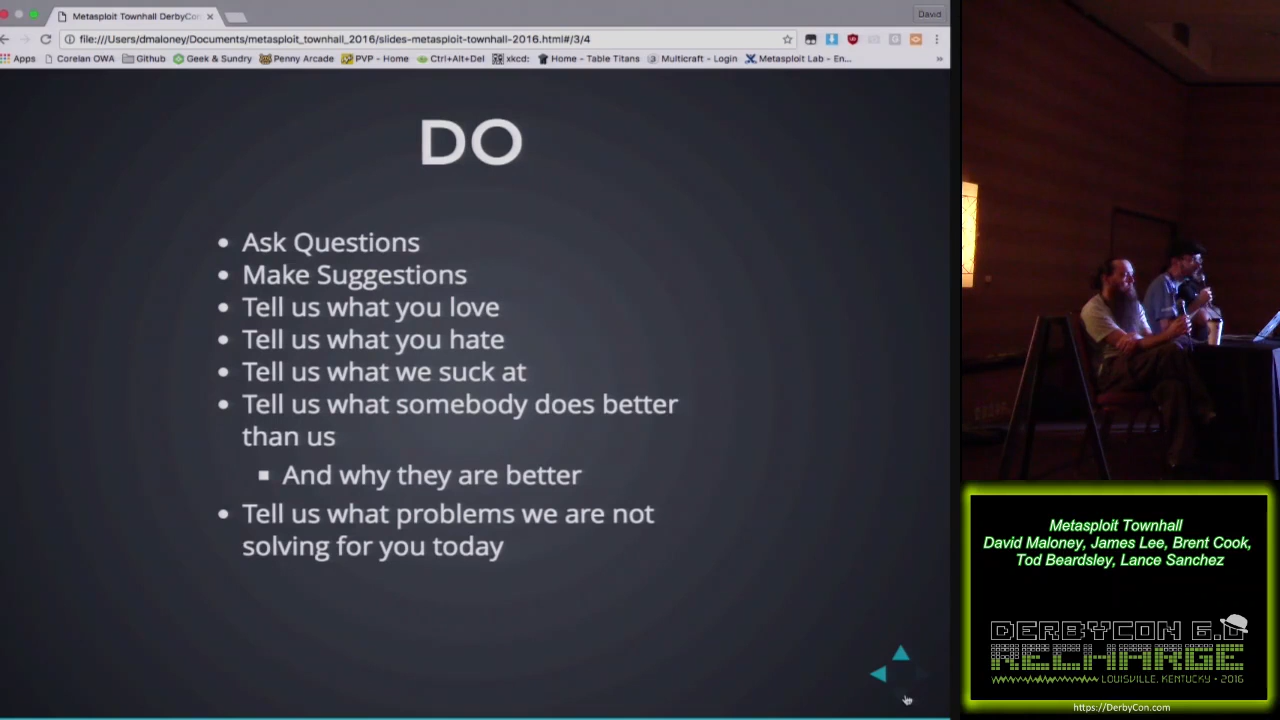 Metasploit Townhall DerbyCo
David
file:///Users/dmaloney/Documents/metasploit_townhall_2016/slides-metasploit-townhall-2016.html#/3/4
Apps Corelan OWA Github Geek & Sundry Penny Arcade PVP - Home Ctrl+Alt+Del xkcd: Home - Table Titans Multicraft - Login Metasploit Lab - En... »
DO
Ask Questions
Make Suggestions
Tell us what you love
Tell us what you hate
Tell us what we suck at
Tell us what somebody does better
than us
And why they are better
Tell us what problems we are not
solving for you today
Metasploit Townhall
David Maloney, James Lee, Brent Cook,
Tod Beardsley, Lance Sanchez
DERBYCON 6.0
RECHARGE
LOUISVILLE, KENTUCKY • 2016
https://DerbyCon.com